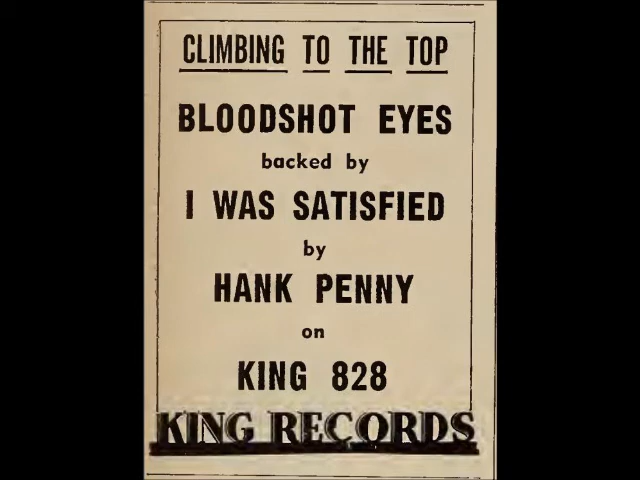 CLIMBING TO THE TOP
BLOODSHOT EYES
backed by
I WAS SATISFIED
by
HANK PENNY
on
KING 828
KING RECORDS